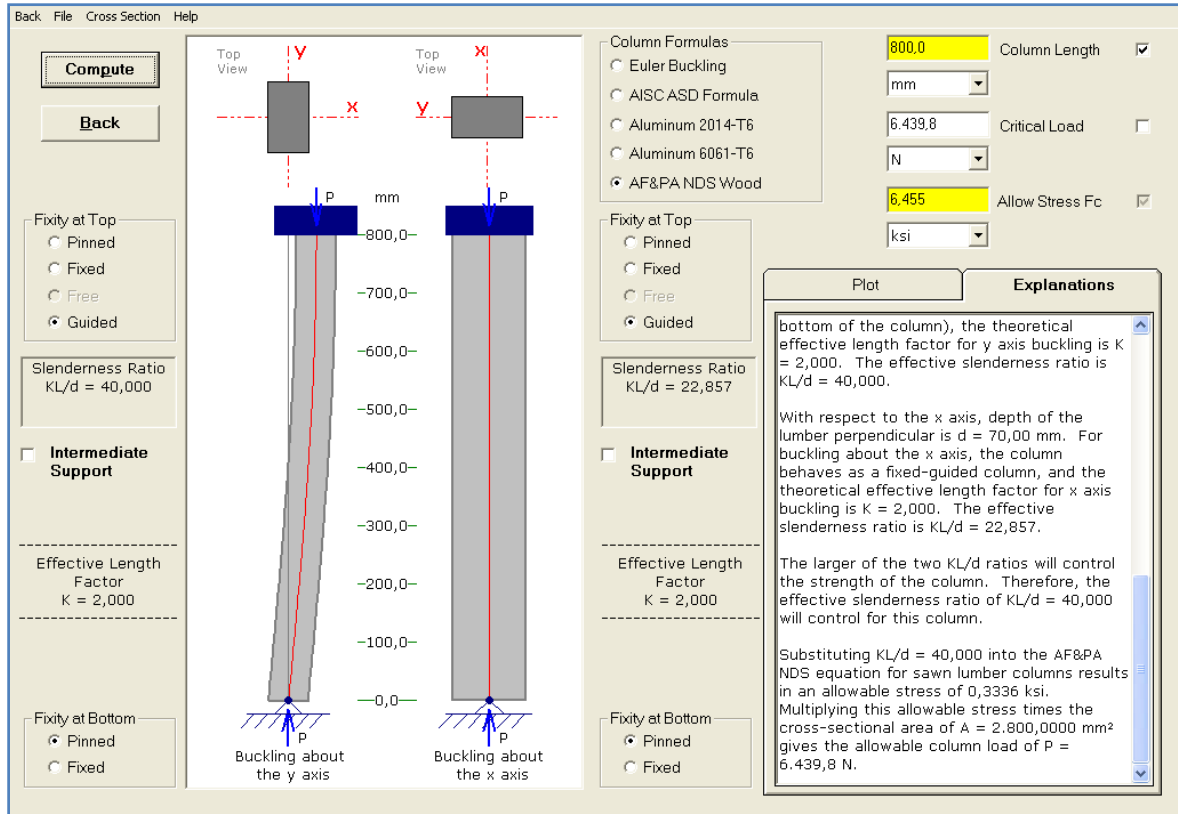 Back File Cross Section Help
Compute
Back
Fixity at Top
Pinned
Fixed
Free
Guided
Slenderness Ratio
KL/d = 40,000
Intermediate
Support
Effective Length
Factor
K = 2,000
Fixity at Bottom
Pinned
Fixed
Top
View
y
x
Top
View
x
y
P
mm
P
800,0
700,0
600,0
500,0
400,0
300,0
200,0
100,0
0,0
P
P
Buckling about
the y axis
Buckling about
the x axis
Column Formulas
Euler Buckling
AISC ASD Formula
Aluminum 2014-T6
Aluminum 6061-T6
AF&PA NDS Wood
Fixity at Top
Pinned
Fixed
Free
Guided
Slenderness Ratio
KL/d = 22,857
Intermediate
Support
Effective Length
Factor
K = 2,000
Fixity at Bottom
Pinned
Fixed
800,0 Column Length
mm
6.439,8 Critical Load
N
6,455 Allow Stress Fc
ksi
Plot Explanations
bottom of the column), the theoretical
effective length factor for y axis buckling is K
= 2,000. The effective slenderness ratio is
KL/d = 40,000.
With respect to the x axis, depth of the
lumber perpendicular is d = 70,00 mm. For
buckling about the x axis, the column
behaves as a fixed-guided column, and the
theoretical effective length factor for x axis
buckling is K = 2,000. The effective
slenderness ratio is KL/d = 22,857.
The larger of the two KL/d ratios will control
the strength of the column. Therefore, the
effective slenderness ratio of KL/d = 40,000
will control for this column.
Substituting KL/d = 40,000 into the AF&PA
NDS equation for sawn lumber columns results
in an allowable stress of 0,3336 ksi.
Multiplying this allowable stress times the
cross-sectional area of A = 2.800,0000 mm²
gives the allowable column load of P =
6.439,8 N.